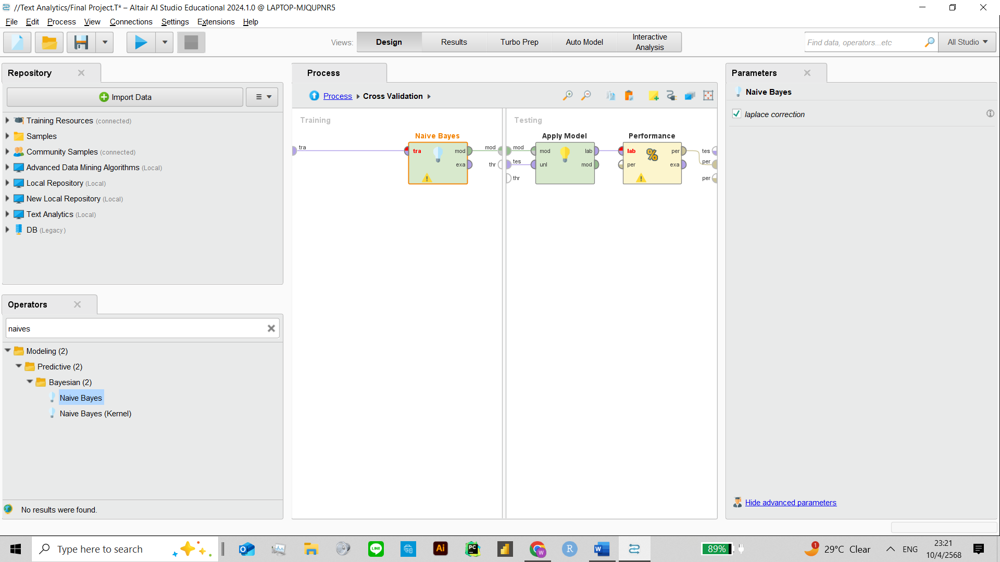 //Text Analytics/Final Project.T* – Altair AI Studio Educational 2024.1.0 @ LAPTOP-MJQUPNR5
File Edit Process View Connections Settings Extensions Help
Views: Design Results Turbo Prep Auto Model Interactive Analysis
Find data, operators...etc All Studio
Repository
Import Data
Training Resources (connected)
Samples
Community Samples (connected)
Advanced Data Mining Algorithms (Local)
Local Repository (Local)
New Local Repository (Local)
Text Analytics (Local)
DB (Legacy)
Operators
naives
Modeling (2)
Predictive (2)
Bayesian (2)
Naive Bayes
Naive Bayes (Kernel)
No results were found.
Process
Process Cross Validation
Training
tra
Naive Bayes
tra mod
exa
mod
thr
Testing
mod
tes
thr
Apply Model
mod lab
unl mod
Performance
lab per
per exa
tes
per
per
Parameters
Naive Bayes
laplace correction
Hide advanced parameters
Type here to search
89%
1
29°C Clear
ENG
23:21
10/4/2568